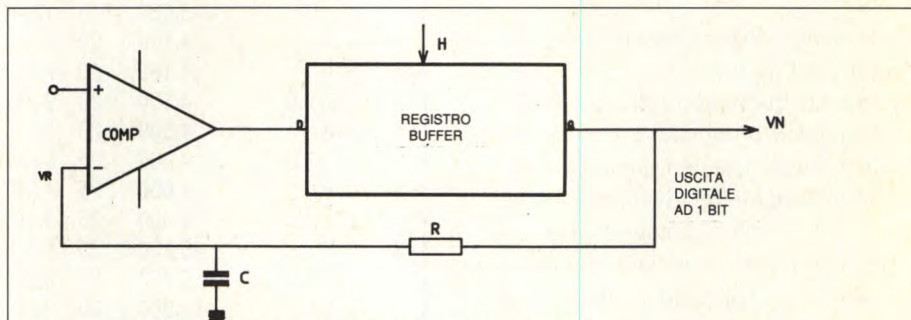 H
+
COMP
-
VR
D
REGISTRO
BUFFER
Q
VN
USCITA
DIGITALE
AD 1 BIT
R
C